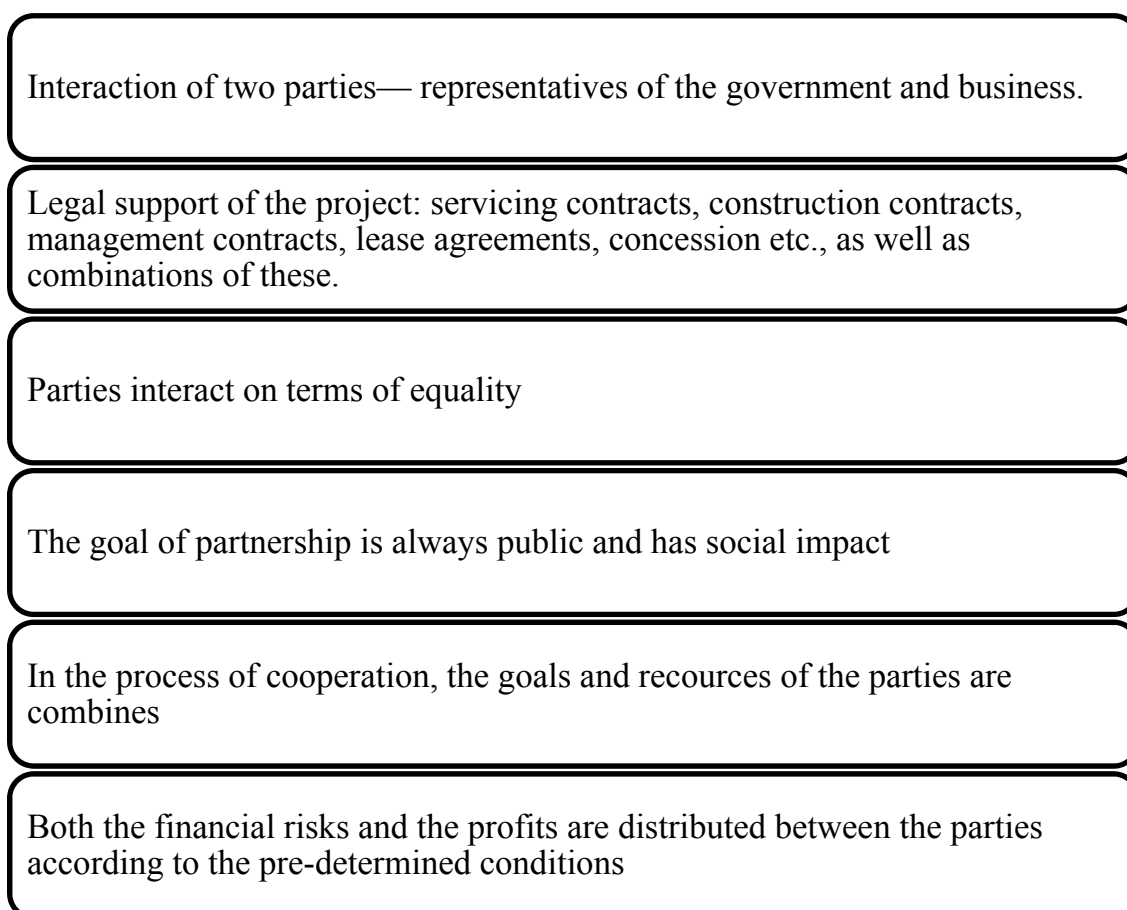 Interaction of two parties— representatives of the government and business.
Legal support of the project: servicing contracts, construction contracts,
management contracts, lease agreements, concession etc., as well as
combinations of these.
Parties interact on terms of equality
The goal of partnership is always public and has social impact
In the process of cooperation, the goals and recources of the parties are
combines
Both the financial risks and the profits are distributed between the parties
according to the pre-determined conditions